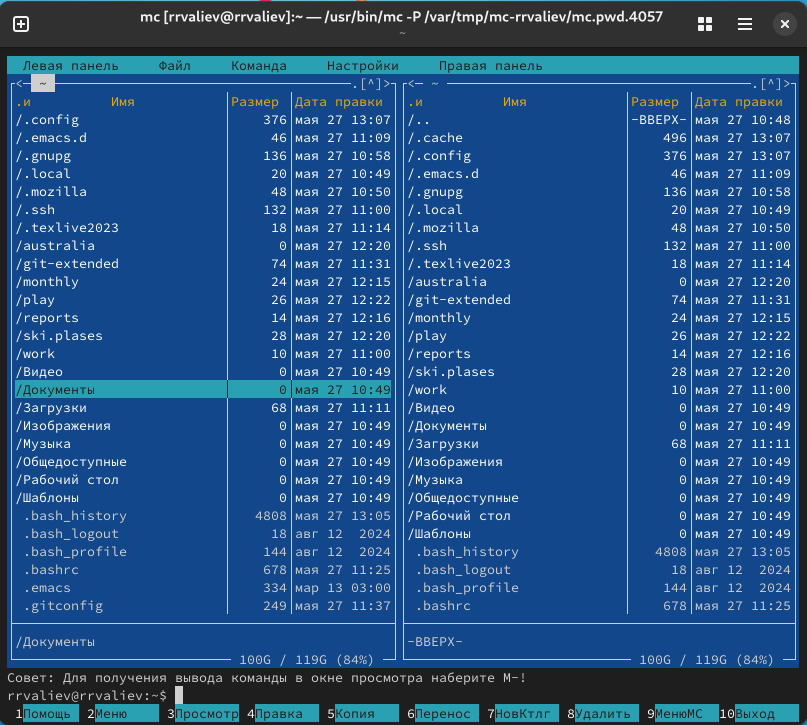 mc [rrvaliev@rrvaliev]:~ — /usr/bin/mc -P /var/tmp/mc-rrvaliev/mc.pwd.4057
~
Левая панель Файл Команда Настройки Правая панель
<─ ~ ─.[^]>
.и Имя Размер Дата правки
/.config 376 мая 27 13:07
/.emacs.d 46 мая 27 11:09
/.gnupg 136 мая 27 10:58
/.local 20 мая 27 10:49
/.mozilla 48 мая 27 10:50
/.ssh 132 мая 27 11:00
/.texlive2023 18 мая 27 11:14
/australia 0 мая 27 12:20
/git-extended 74 мая 27 11:31
/monthly 24 мая 27 12:15
/play 26 мая 27 12:22
/reports 14 мая 27 12:16
/ski.plases 28 мая 27 12:20
/work 10 мая 27 11:00
/Видео 0 мая 27 10:49
/Документы 0 мая 27 10:49
/Загрузки 68 мая 27 11:11
/Изображения 0 мая 27 10:49
/Музыка 0 мая 27 10:49
/Общедоступные 0 мая 27 10:49
/Рабочий стол 0 мая 27 10:49
/Шаблоны 0 мая 27 10:49
.bash_history 4808 мая 27 13:05
.bash_logout 18 авг 12 2024
.bash_profile 144 авг 12 2024
.bashrc 678 мая 27 11:25
.emacs 334 мар 13 03:00
.gitconfig 249 мая 27 11:37
/Документы
100G / 119G (84%)
<─ ~ ─.[^]>
.и Имя Размер Дата правки
/.. -ВВЕРХ- мая 27 10:48
/.cache 496 мая 27 13:07
/.config 376 мая 27 13:07
/.emacs.d 46 мая 27 11:09
/.gnupg 136 мая 27 10:58
/.local 20 мая 27 10:49
/.mozilla 48 мая 27 10:50
/.ssh 132 мая 27 11:00
/.texlive2023 18 мая 27 11:14
/australia 0 мая 27 12:20
/git-extended 74 мая 27 11:31
/monthly 24 мая 27 12:15
/play 26 мая 27 12:22
/reports 14 мая 27 12:16
/ski.plases 28 мая 27 12:20
/work 10 мая 27 11:00
/Видео 0 мая 27 10:49
/Документы 0 мая 27 10:49
/Загрузки 68 мая 27 11:11
/Изображения 0 мая 27 10:49
/Музыка 0 мая 27 10:49
/Общедоступные 0 мая 27 10:49
/Рабочий стол 0 мая 27 10:49
/Шаблоны 0 мая 27 10:49
.bash_history 4808 мая 27 13:05
.bash_logout 18 авг 12 2024
.bash_profile 144 авг 12 2024
.bashrc 678 мая 27 11:25
-ВВЕРХ-
100G / 119G (84%)
Совет: Для получения вывода команды в окне просмотра наберите M-!
rrvaliev@rrvaliev:~$
1Помощь 2Меню 3Просмотр 4Правка 5Копия 6Перенос 7НовКтлг 8Удалить 9МенюMC 10Выход